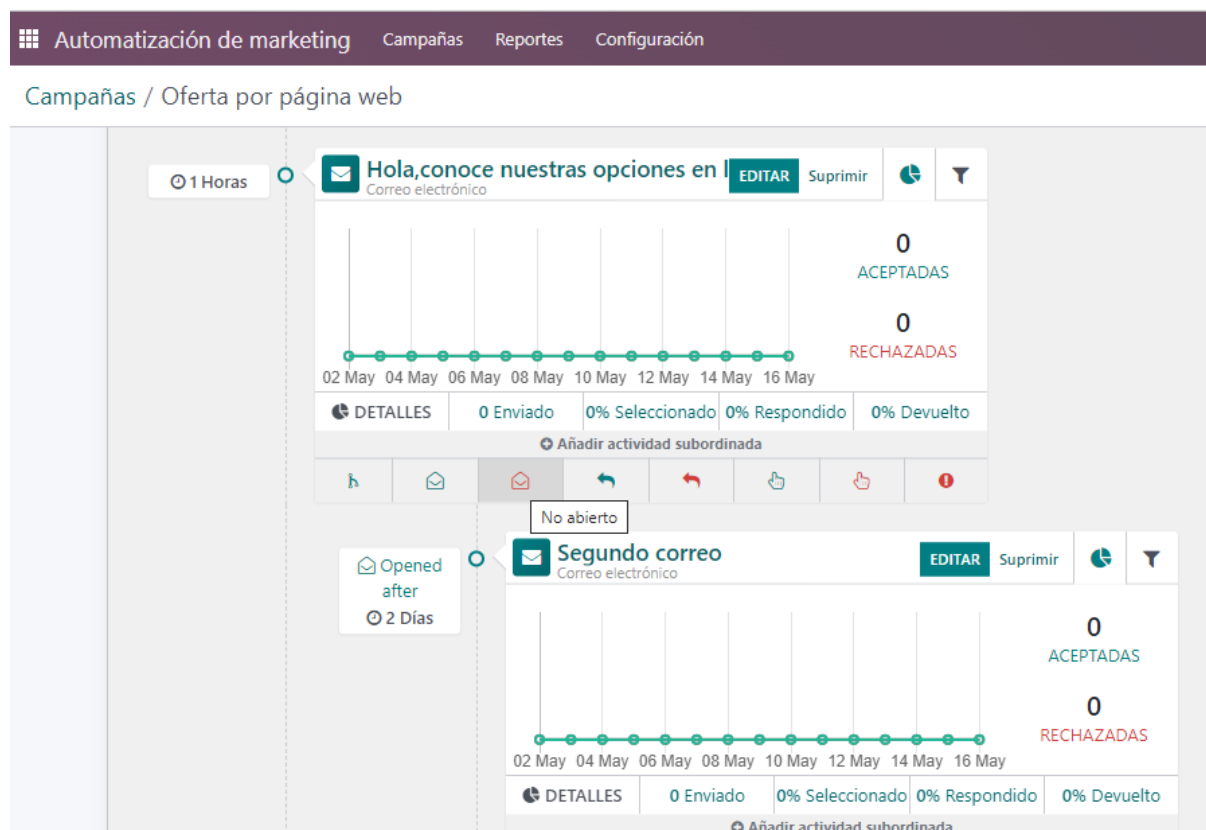 Automatización de marketing Campañas Reportes Configuración
Campañas / Oferta por página web
1 Horas
Hola,conoce nuestras opciones en l
EDITAR Suprimir
Correo electrónico
0
ACEPTADAS
0
RECHAZADAS
02 May 04 May 06 May 08 May 10 May 12 May 14 May 16 May
DETALLES 0 Enviado 0% Seleccionado 0% Respondido 0% Devuelto
Añadir actividad subordinada
No abierto
Opened
after
2 Días
Segundo correo
EDITAR Suprimir
Correo electrónico
0
ACEPTADAS
0
RECHAZADAS
02 May 04 May 06 May 08 May 10 May 12 May 14 May 16 May
DETALLES 0 Enviado 0% Seleccionado 0% Respondido 0% Devuelto
Añadir actividad subordinada